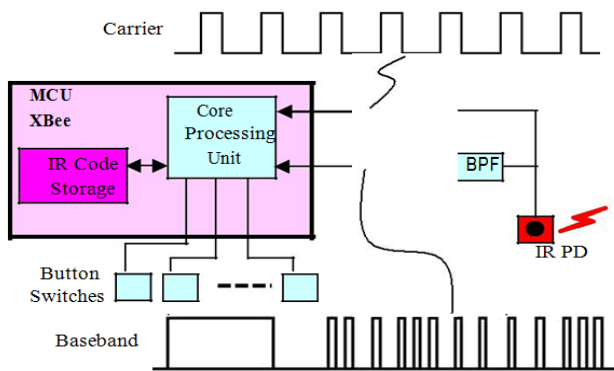 Carrier
MCU
XBee
Core
Processing
Unit
IR Code
Storage
BPF
IR PD
Button
Switches
Baseband